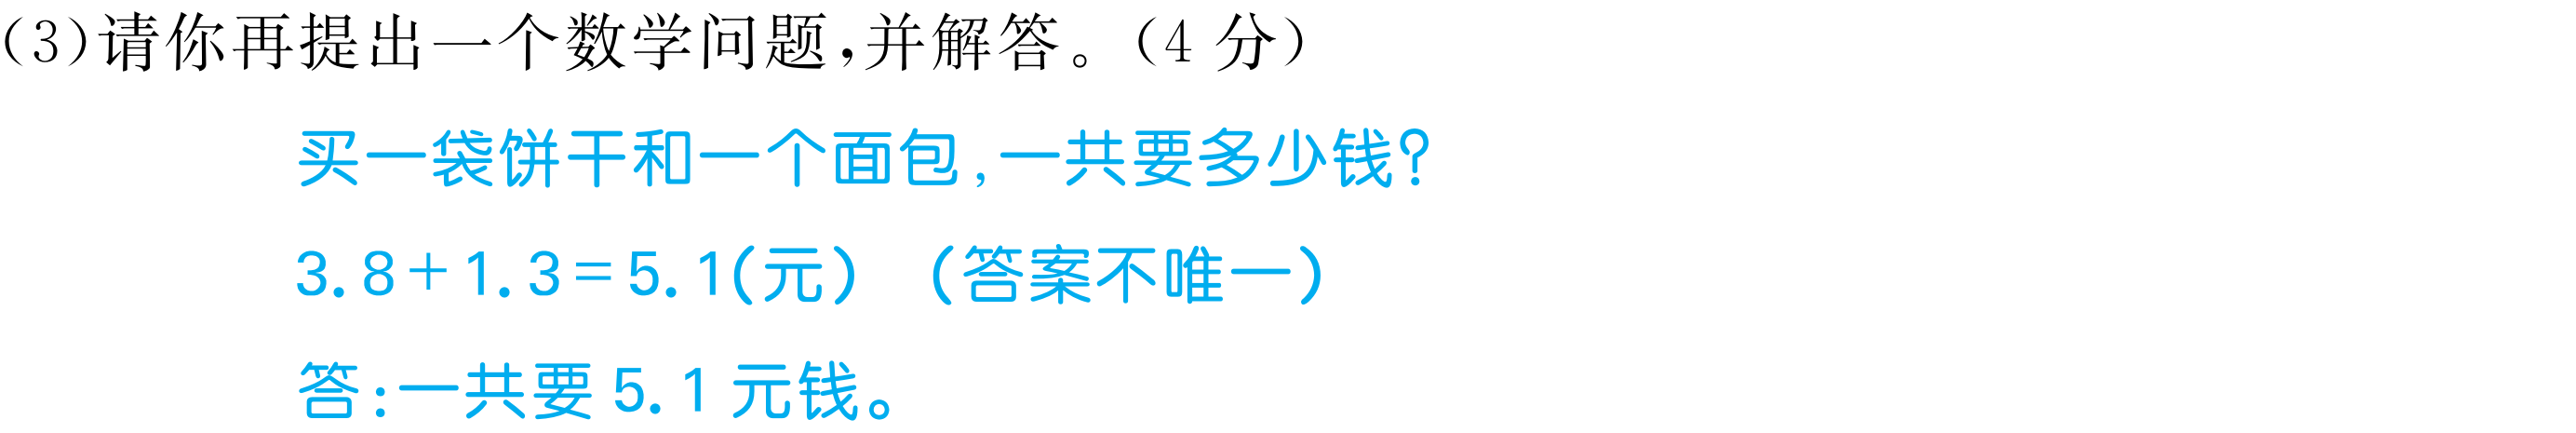 (3)请你再提出一个数学问题,并解答。(4 分)
买一袋饼干和一个面包,一共要多少钱?
3.8+1.3=5.1(元) (答案不唯一)
答:一共要 5.1 元钱。